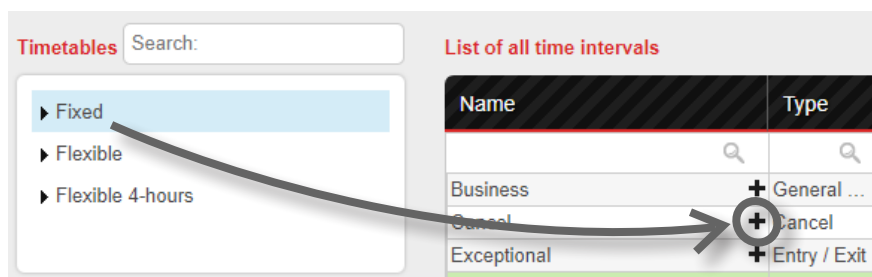 Timetables Search:
Fixed
Flexible
Flexible 4-hours
List of all time intervals
Name Type
Business General ...
Cancel Cancel
Exceptional Entry / Exit